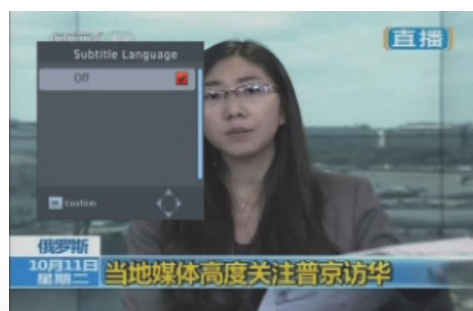 直播
Subtitle Language
Off
OK Confirm
俄罗斯
10月11日
星期二
当地媒体高度关注普京访华